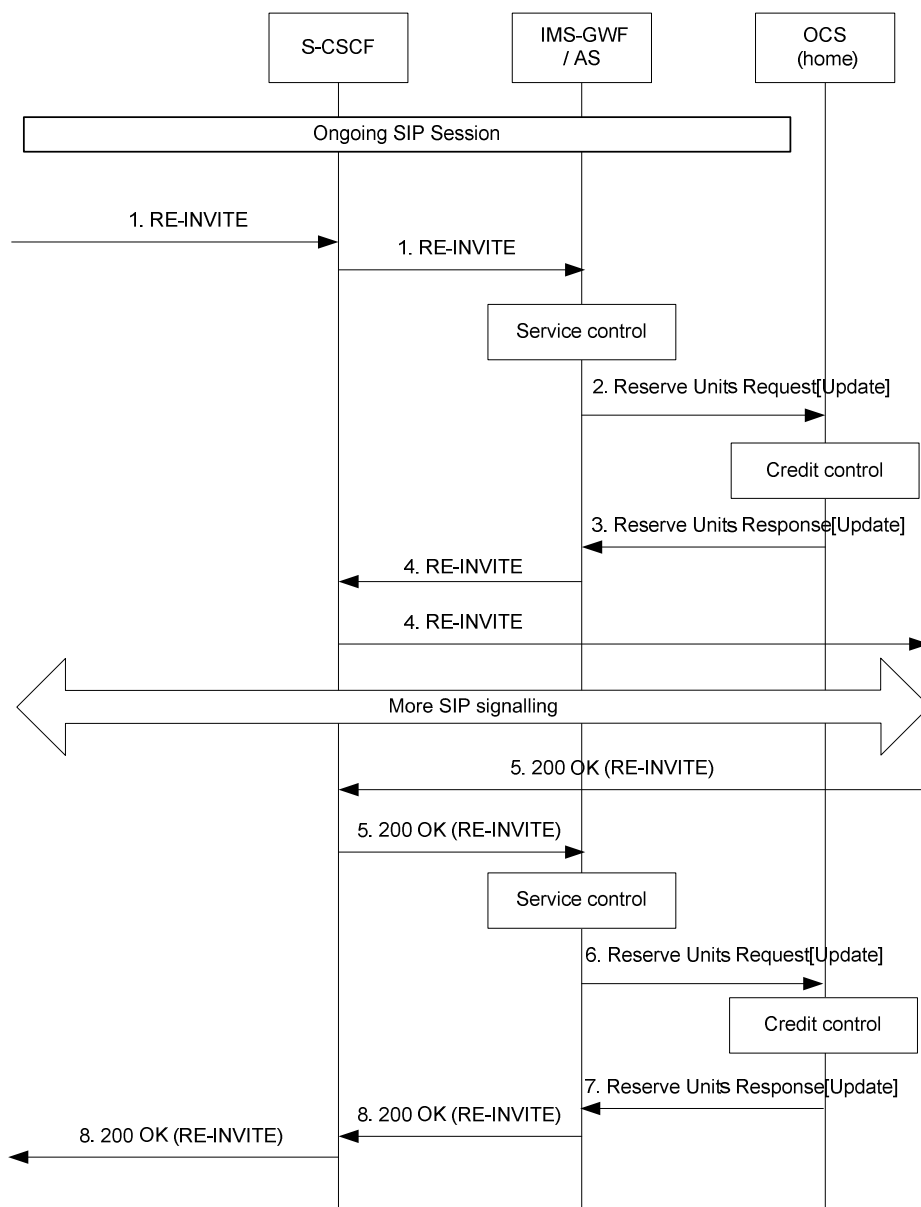 S-CSCF
IMS-GWF
/ AS
OCS
(home)
Ongoing SIP Session
1. RE-INVITE
1. RE-INVITE
Service control
2. Reserve Units Request[Update]
Credit control
3. Reserve Units Response[Update]
4. RE-INVITE
4. RE-INVITE
More SIP signalling
5. 200 OK (RE-INVITE)
5. 200 OK (RE-INVITE)
Service control
6. Reserve Units Request[Update]
Credit control
7. Reserve Units Response[Update]
8. 200 OK (RE-INVITE)
8. 200 OK (RE-INVITE)